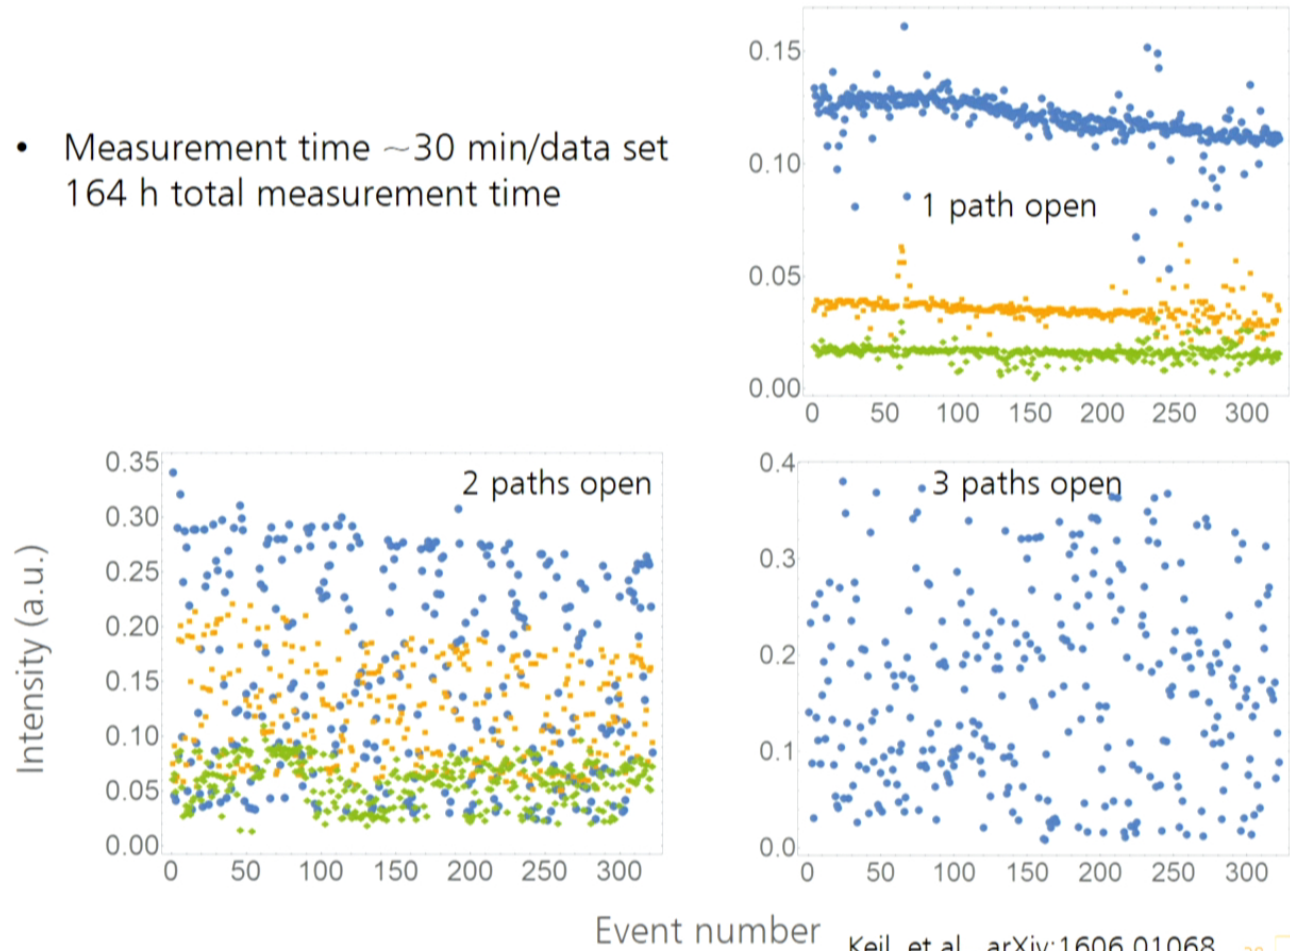 • Measurement time ~30 min/data set
164 h total measurement time
0.15
0.10
0.05
0.00
1 path open
0 50 100 150 200 250 300
Intensity (a.u.)
0.35
0.30
0.25
0.20
0.15
0.10
0.05
0.00
2 paths open
0 50 100 150 200 250 300
0.4
0.3
0.2
0.1
0.0
3 paths open
0 50 100 150 200 250 300
Event number
Keil, et al., arXiv:1606.01068